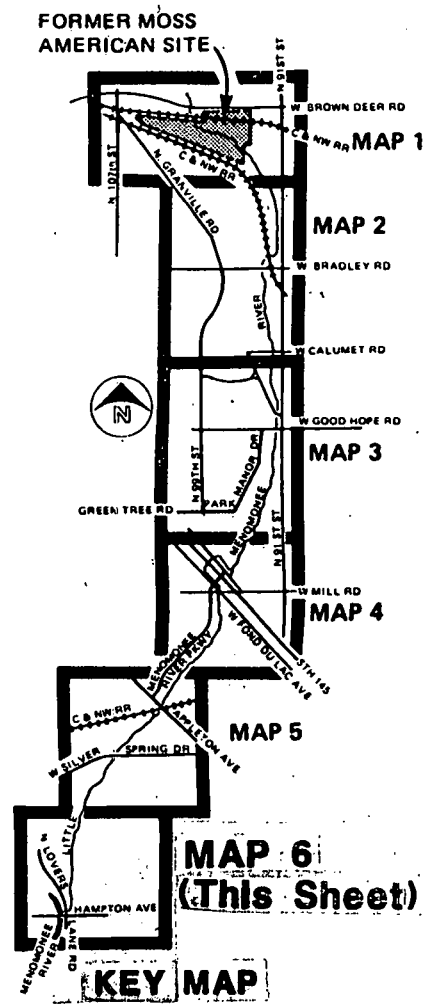 FORMER MOSS
AMERICAN SITE
N 91ST ST
W BROWN DEER RD
C & NW RR
MAP 1
C & NW RR
N 107th ST
N. GRANVILLE RD
MAP 2
W BRADLEY RD
RIVER
W CALUMET RD
N
W GOOD HOPE RD
MAP 3
N 99TH ST
PARK MANOR DR
GREEN TREE RD
MENOMONEE
N 91 ST ST
W MILL RD
MAP 4
W FOND DU LAC AVE
STH 145
MENOMONEE
RIVER PKWY
C & NW RR
APPLETON AVE
MAP 5
W SILVER SPRING DR
LITTLE
N LOVERS
LANE RD
MAP 6
(This Sheet)
HAMPTON AVE
MENOMONEE
RIVER
KEY MAP